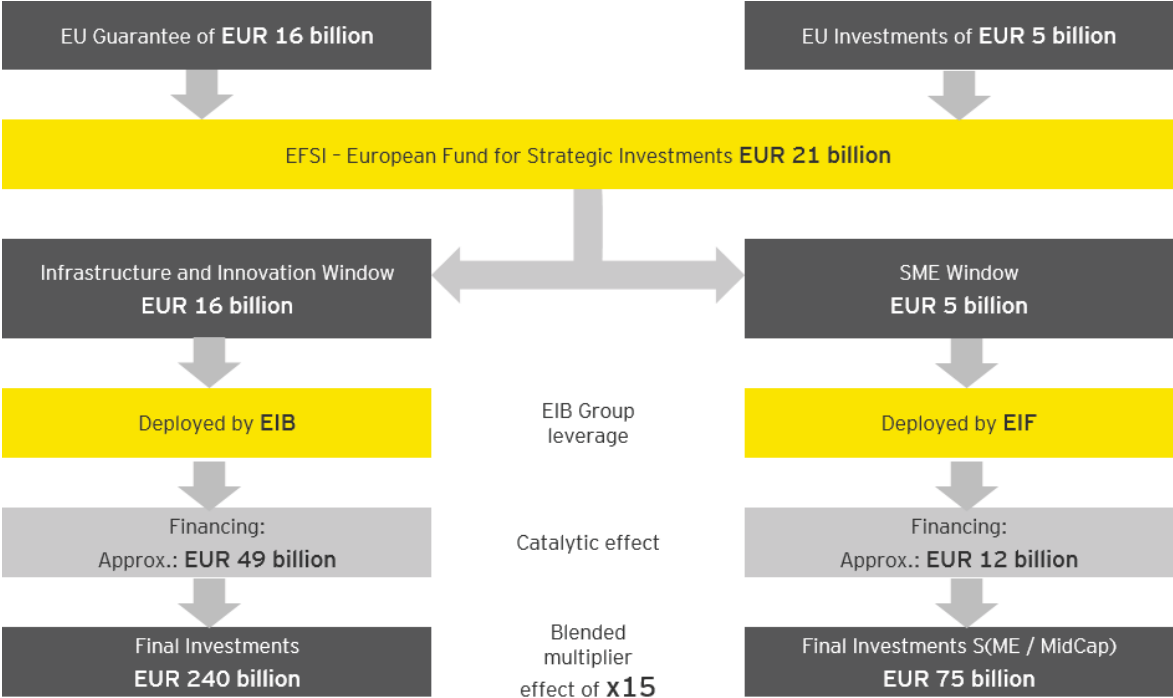 EU Guarantee of EUR 16 billion
EU Investments of EUR 5 billion
EFSI – European Fund for Strategic Investments EUR 21 billion
Infrastructure and Innovation Window
EUR 16 billion
SME Window
EUR 5 billion
Deployed by EIB
EIB Group
leverage
Deployed by EIF
Financing:
Approx.: EUR 49 billion
Catalytic effect
Financing:
Approx.: EUR 12 billion
Final Investments
EUR 240 billion
Blended
multiplier
effect of x15
Final Investments S(ME / MidCap)
EUR 75 billion